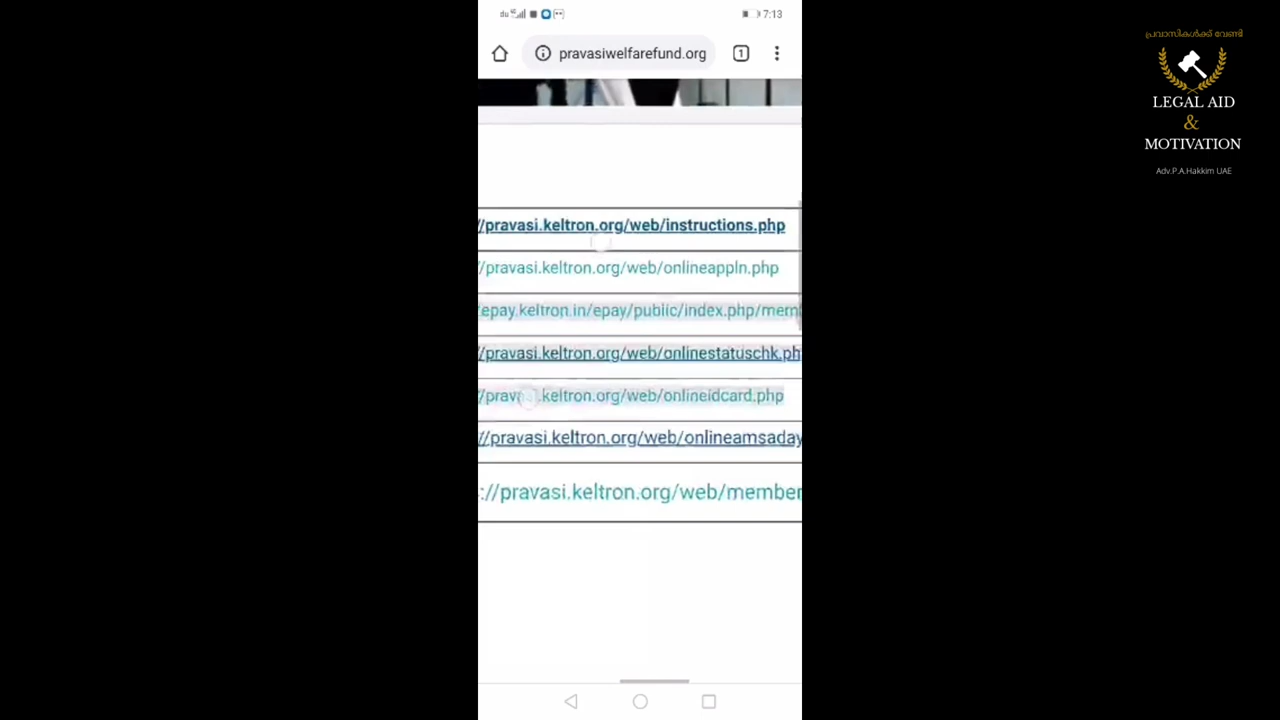 du
7:13
pravasiwelfarefund.org
1
പ്രവാസികൾക്ക് വേണ്ടി
LEGAL AID
&
MOTIVATION
Adv.P.A.Hakkim UAE
//pravasi.keltron.org/web/instructions.php
//pravasi.keltron.org/web/onlineappln.php
/epay.keltron.in/epay/public/index.php/mem
//pravasi.keltron.org/web/onlinestatuschk.ph
//pravasi.keltron.org/web/onlineidcard.php
//pravasi.keltron.org/web/onlineamsaday
://pravasi.keltron.org/web/member